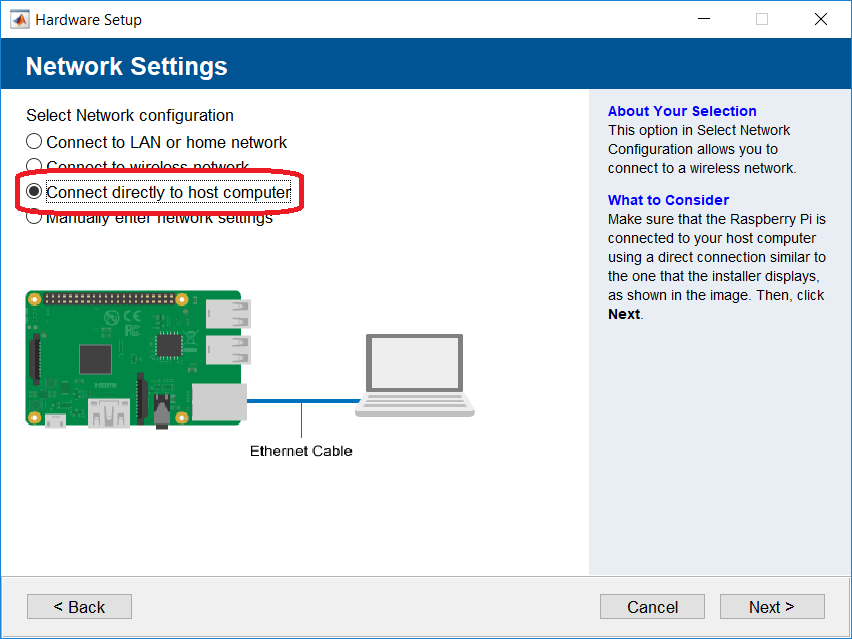 Hardware Setup
Network Settings
Select Network configuration
Connect to LAN or home network
Connect to wireless network
Connect directly to host computer
Manually enter network settings
Ethernet Cable
About Your Selection
This option in Select Network
Configuration allows you to
connect to a wireless network.
What to Consider
Make sure that the Raspberry Pi is
connected to your host computer
using a direct connection similar to
the one that the installer displays,
as shown in the image. Then, click
Next.
< Back
Cancel
Next >